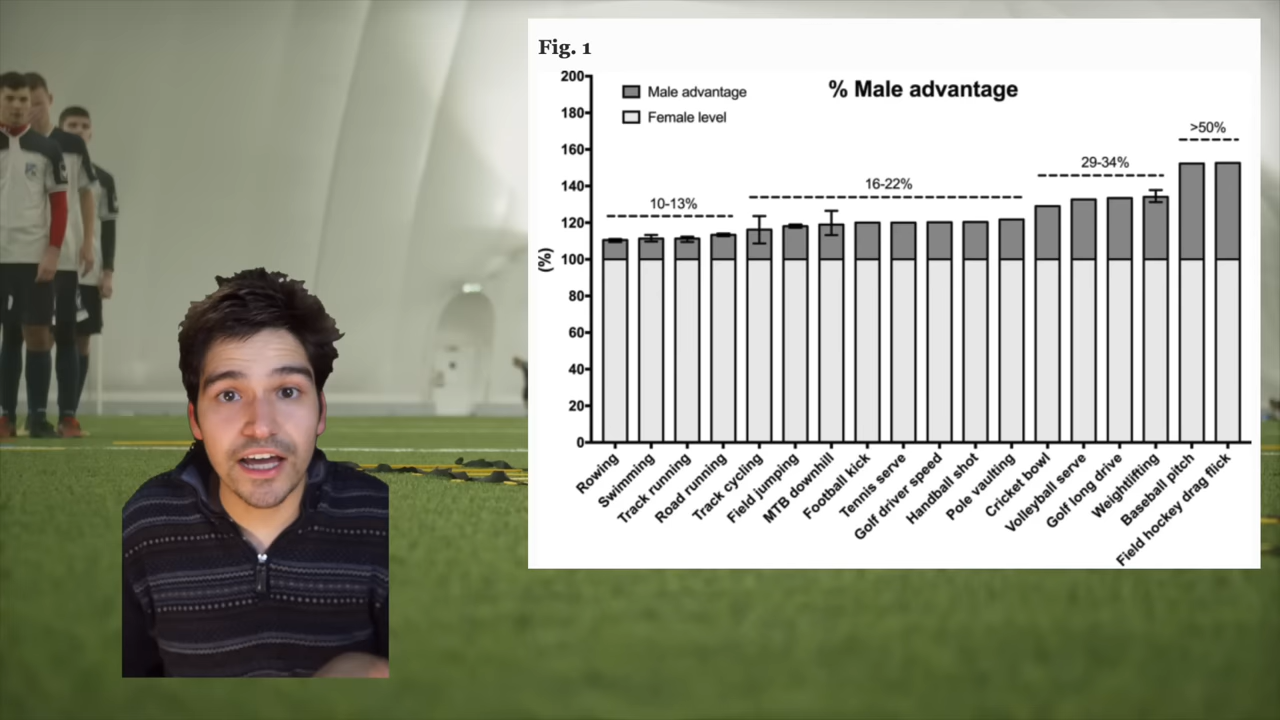 Fig. 1
% Male advantage
Male advantage
Female level
(%)
200
180
160
140
120
100
80
60
40
20
0
10-13%
16-22%
29-34%
>50%
Rowing
Swimming
Track running
Road running
Track cycling
Field jumping
MTB downhill
Football kick
Tennis serve
Golf driver speed
Handball shot
Pole vaulting
Cricket bowl
Volleyball serve
Golf long drive
Weightlifting
Baseball pitch
Field hockey drag flick